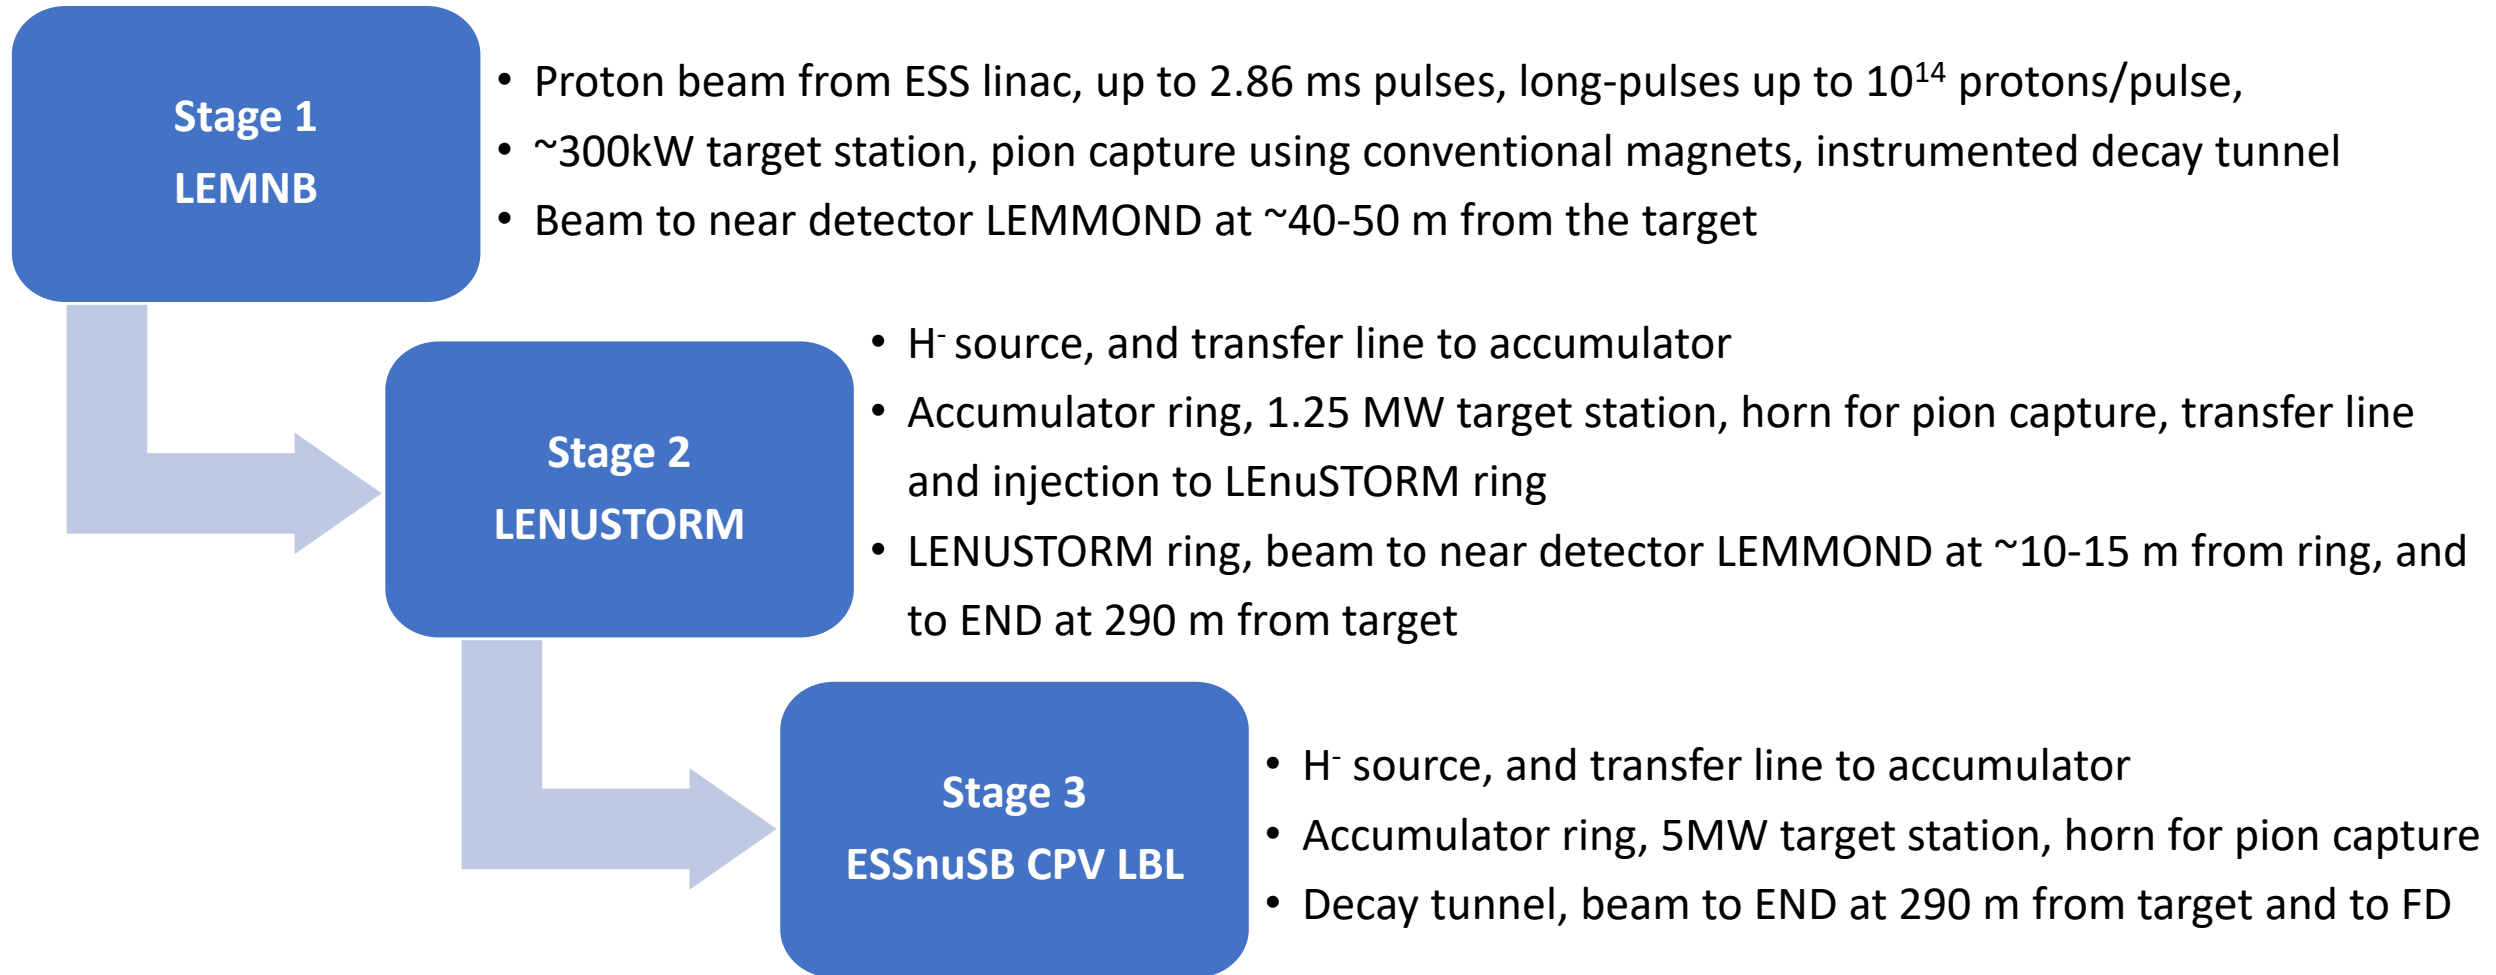 Stage 1
LEMNB
• Proton beam from ESS linac, up to 2.86 ms pulses, long-pulses up to 10¹⁴ protons/pulse,
• ~300kW target station, pion capture using conventional magnets, instrumented decay tunnel
• Beam to near detector LEMMOND at ~40-50 m from the target
Stage 2
LENUSTORM
• H⁻ source, and transfer line to accumulator
• Accumulator ring, 1.25 MW target station, horn for pion capture, transfer line
and injection to LEnuSTORM ring
• LENUSTORM ring, beam to near detector LEMMOND at ~10-15 m from ring, and
to END at 290 m from target
Stage 3
ESSnuSB CPV LBL
• H⁻ source, and transfer line to accumulator
• Accumulator ring, 5MW target station, horn for pion capture
• Decay tunnel, beam to END at 290 m from target and to FD